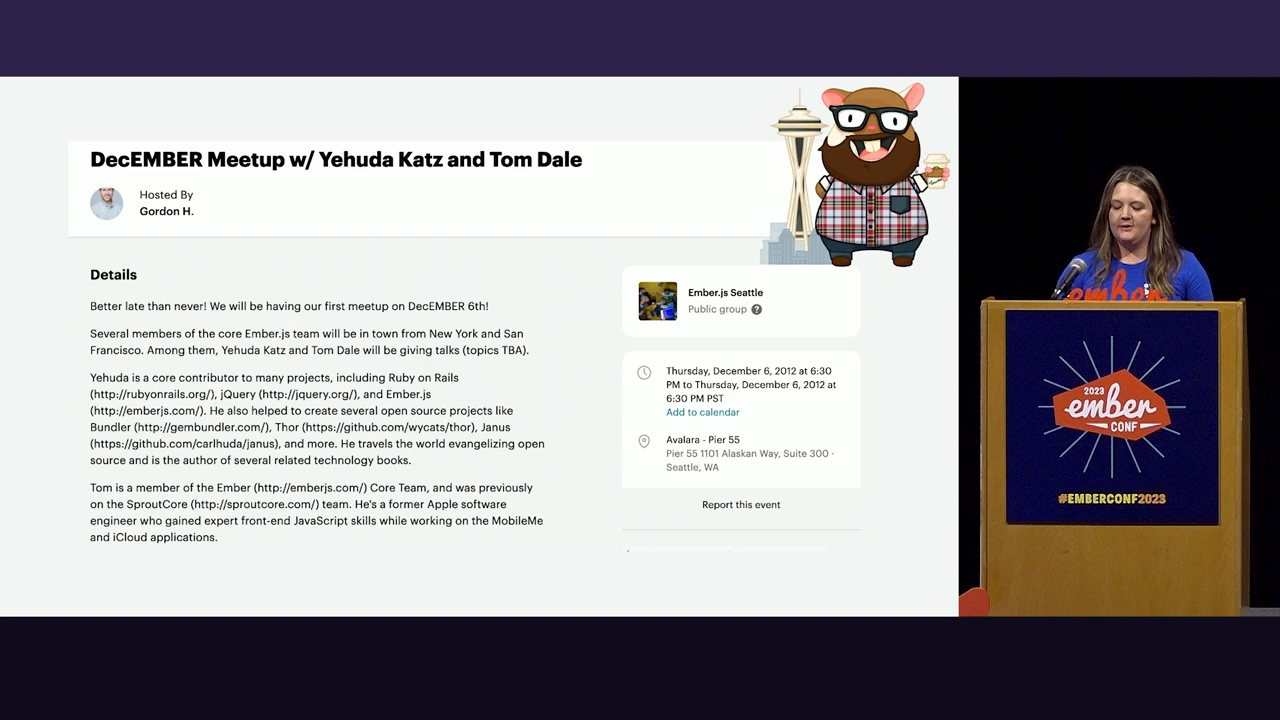 DecEMBER Meetup w/ Yehuda Katz and Tom Dale
Hosted By
Gordon H.
Details
Better late than never! We will be having our first meetup on DecEMBER 6th!
Several members of the core Ember.js team will be in town from New York and San
Francisco. Among them, Yehuda Katz and Tom Dale will be giving talks (topics TBA).
Yehuda is a core contributor to many projects, including Ruby on Rails
(http://rubyonrails.org/), jQuery (http://jquery.org/), and Ember.js
(http://emberjs.com/). He also helped to create several open source projects like
Bundler (http://gembundler.com/), Thor (https://github.com/wycats/thor), Janus
(https://github.com/carlhuda/janus), and more. He travels the world evangelizing open
source and is the author of several related technology books.
Tom is a member of the Ember (http://emberjs.com/) Core Team, and was previously
on the SproutCore (http://sproutcore.com/) team. He's a former Apple software
engineer who gained expert front-end JavaScript skills while working on the MobileMe
and iCloud applications.
Ember.js Seattle
Public group ?
Thursday, December 6, 2012 at 6:30
PM to Thursday, December 6, 2012 at
6:30 PM PST
Add to calendar
Avalara - Pier 55
Pier 55 1101 Alaskan Way, Suite 300 ·
Seattle, WA
Report this event
ember
2023
ember
CONF
#EMBERCONF2023